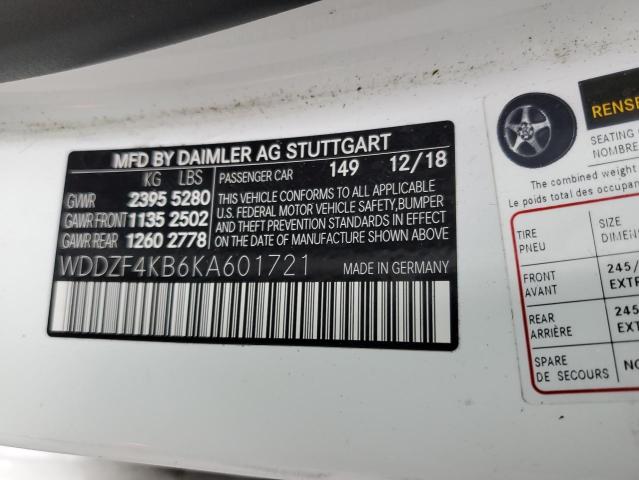 MFD BY DAIMLER AG STUTTGART
KG LBS
PASSENGER CAR 149 12/18
GVWR 2395 5280
GAWR FRONT 1135 2502
GAWR REAR 1260 2778
THIS VEHICLE CONFORMS TO ALL APPLICABLE
U.S. FEDERAL MOTOR VEHICLE SAFETY, BUMPER
AND THEFT PREVENTION STANDARDS IN EFFECT
ON THE DATE OF MANUFACTURE SHOWN ABOVE
WDDZF4KB6KA601721 MADE IN GERMANY
RENSE
SEATING
NOMBRE
The combined weight
Le poids total des occupa
TIRE SIZE
PNEU DIMEN
FRONT 245/
AVANT EXTR
REAR 245
ARRIÈRE EXT
SPARE NO
DE SECOURS